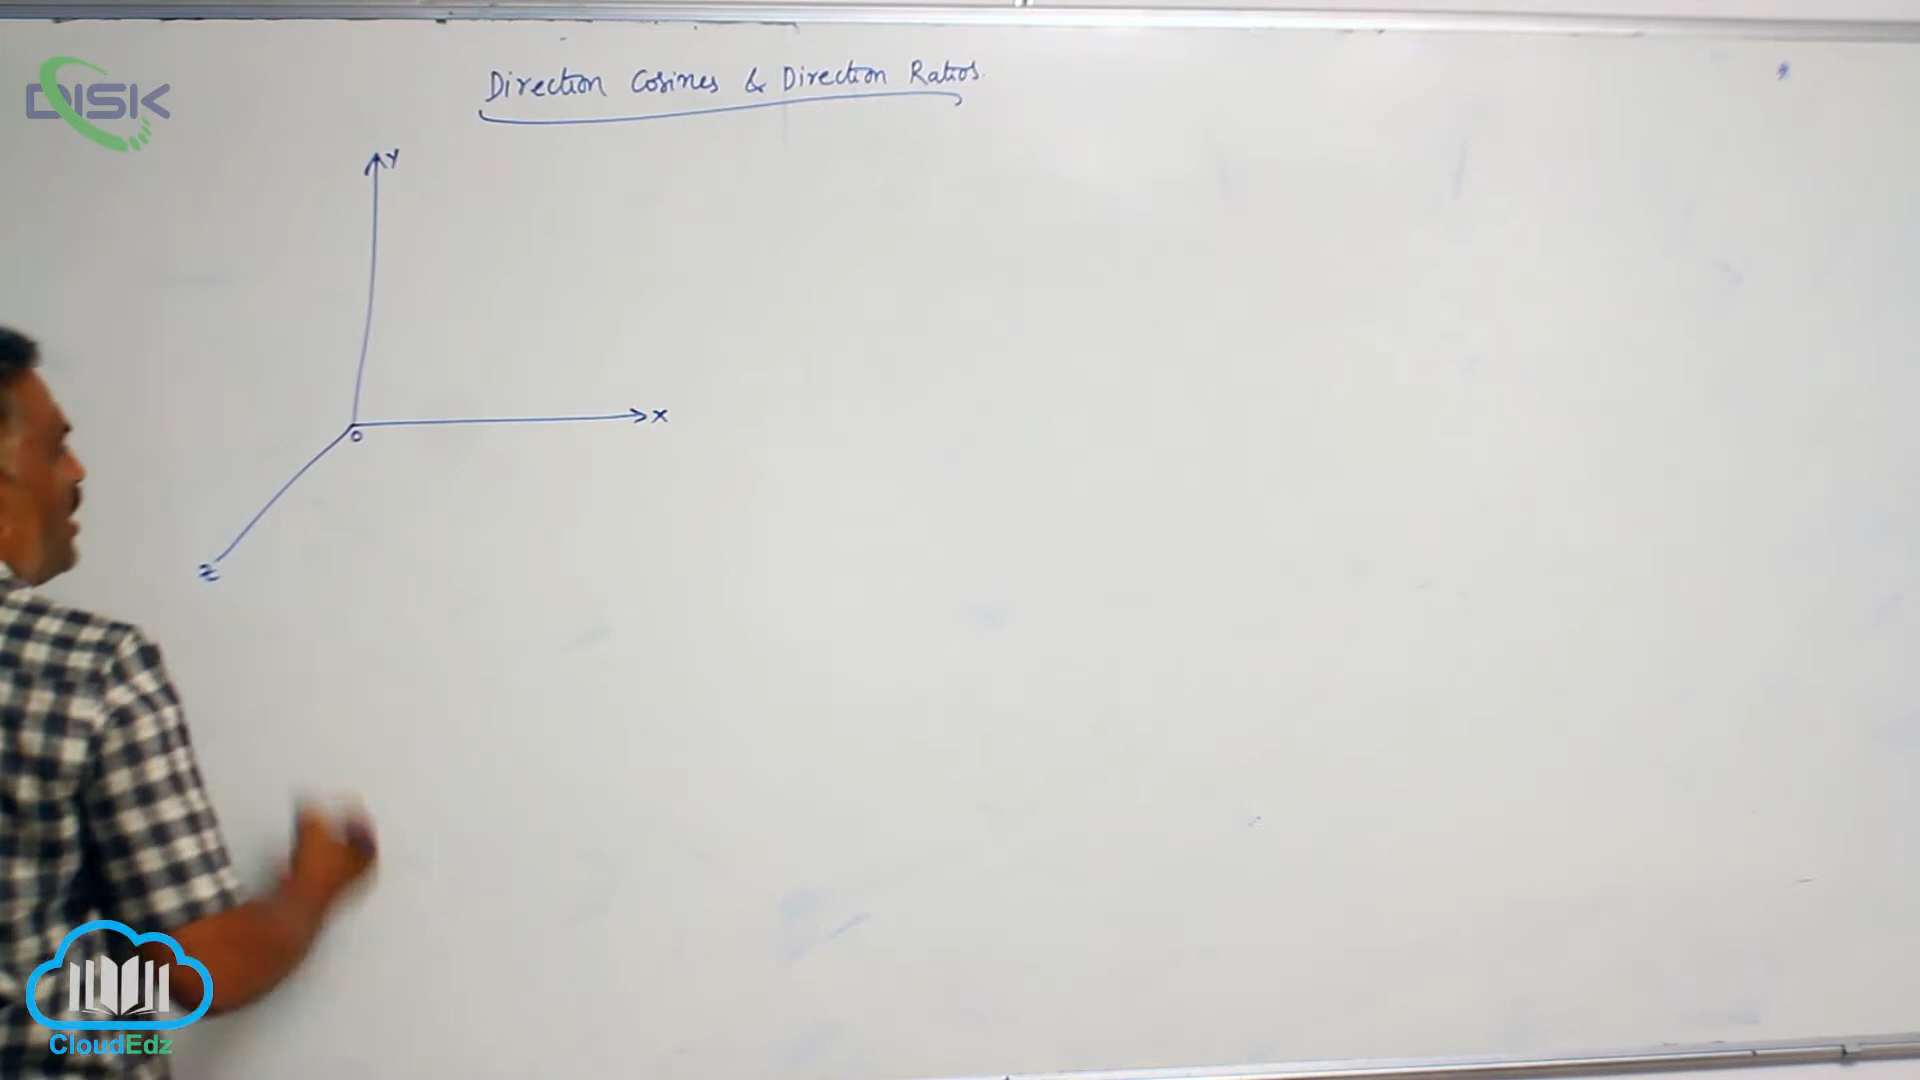 DISK
Direction Cosines & Direction Ratios.
Y
X
O
Z
CloudEdz